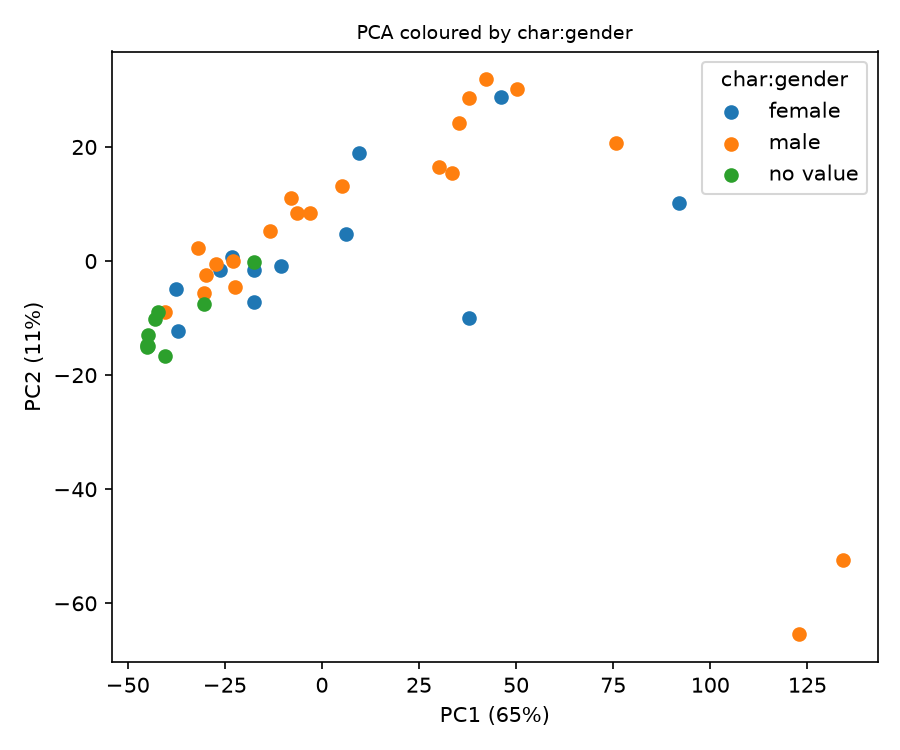 PCA coloured by char:gender
char:gender
female
male
no value
20
0
−20
−40
−60
PC2 (11%)
−50
−25
0
25
50
75
100
125
PC1 (65%)